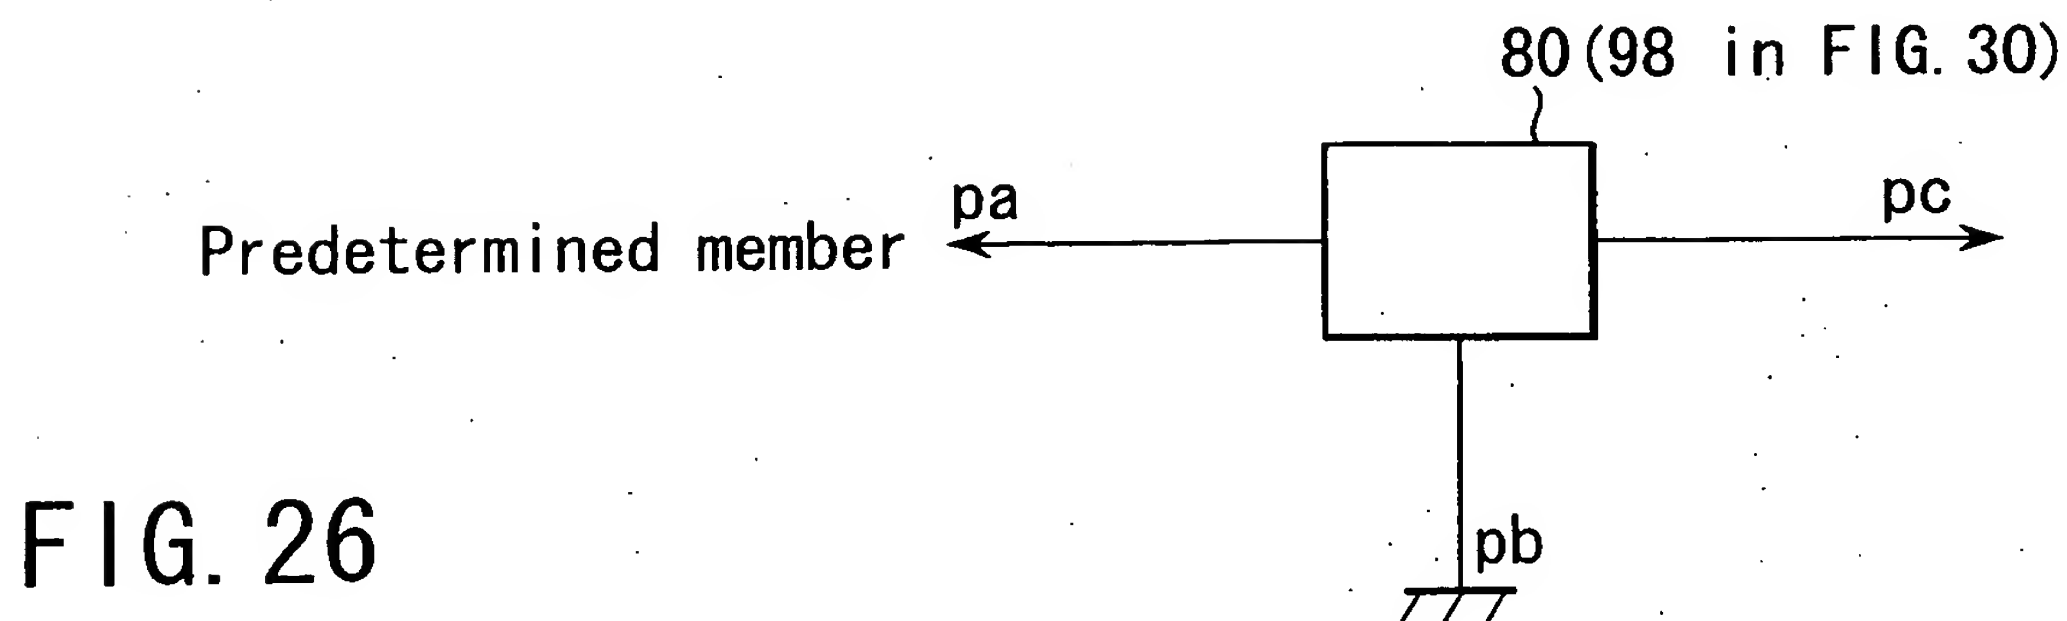 80(98 in FIG. 30)
pa
pc
Predetermined member
pb
FIG. 26